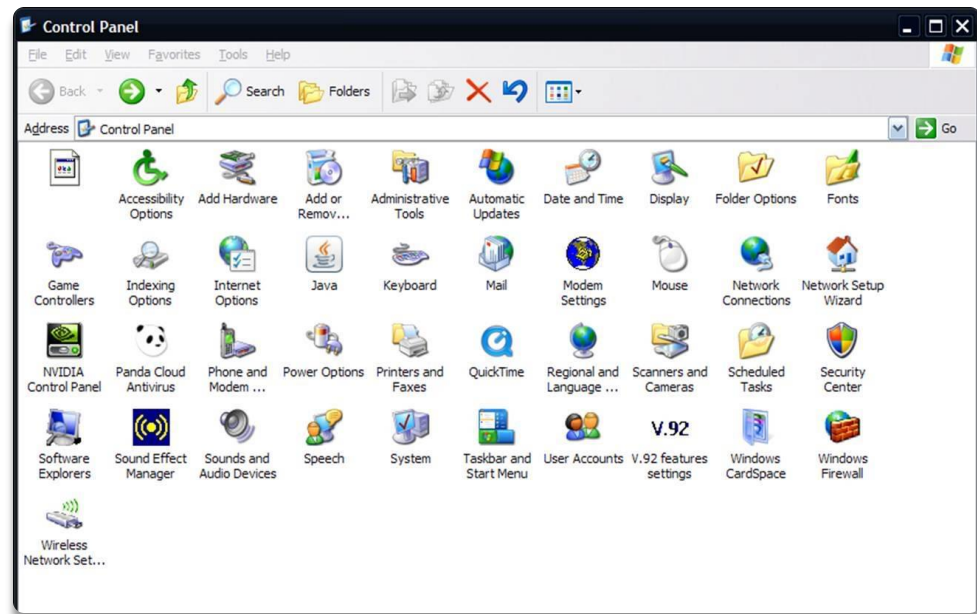 Control Panel
File Edit View Favorites Tools Help
Back Search Folders
Address Control Panel Go
Accessibility Options
Add Hardware
Add or Remov...
Administrative Tools
Automatic Updates
Date and Time
Display
Folder Options
Fonts
Game Controllers
Indexing Options
Internet Options
Java
Keyboard
Mail
Modem Settings
Mouse
Network Connections
Network Setup Wizard
NVIDIA Control Panel
Panda Cloud Antivirus
Phone and Modem ...
Power Options
Printers and Faxes
QuickTime
Regional and Language ...
Scanners and Cameras
Scheduled Tasks
Security Center
Software Explorers
Sound Effect Manager
Sounds and Audio Devices
Speech
System
Taskbar and Start Menu
User Accounts
V.92
V.92 features settings
Windows CardSpace
Windows Firewall
Wireless Network Set...